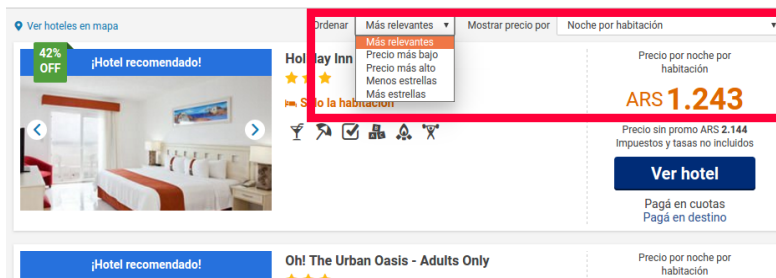 Ver hoteles en mapa
Ordenar
Más relevantes
Mostrar precio por
Noche por habitación
Más relevantes
Precio más bajo
Precio más alto
Menos estrellas
Más estrellas
42%
OFF
¡Hotel recomendado!
Holiday Inn
Sólo la habitación
Precio por noche por
habitación
ARS 1.243
Precio sin promo ARS 2.144
Impuestos y tasas no incluidos
Ver hotel
Pagá en cuotas
Pagá en destino
¡Hotel recomendado!
Oh! The Urban Oasis - Adults Only
Precio por noche por
habitación